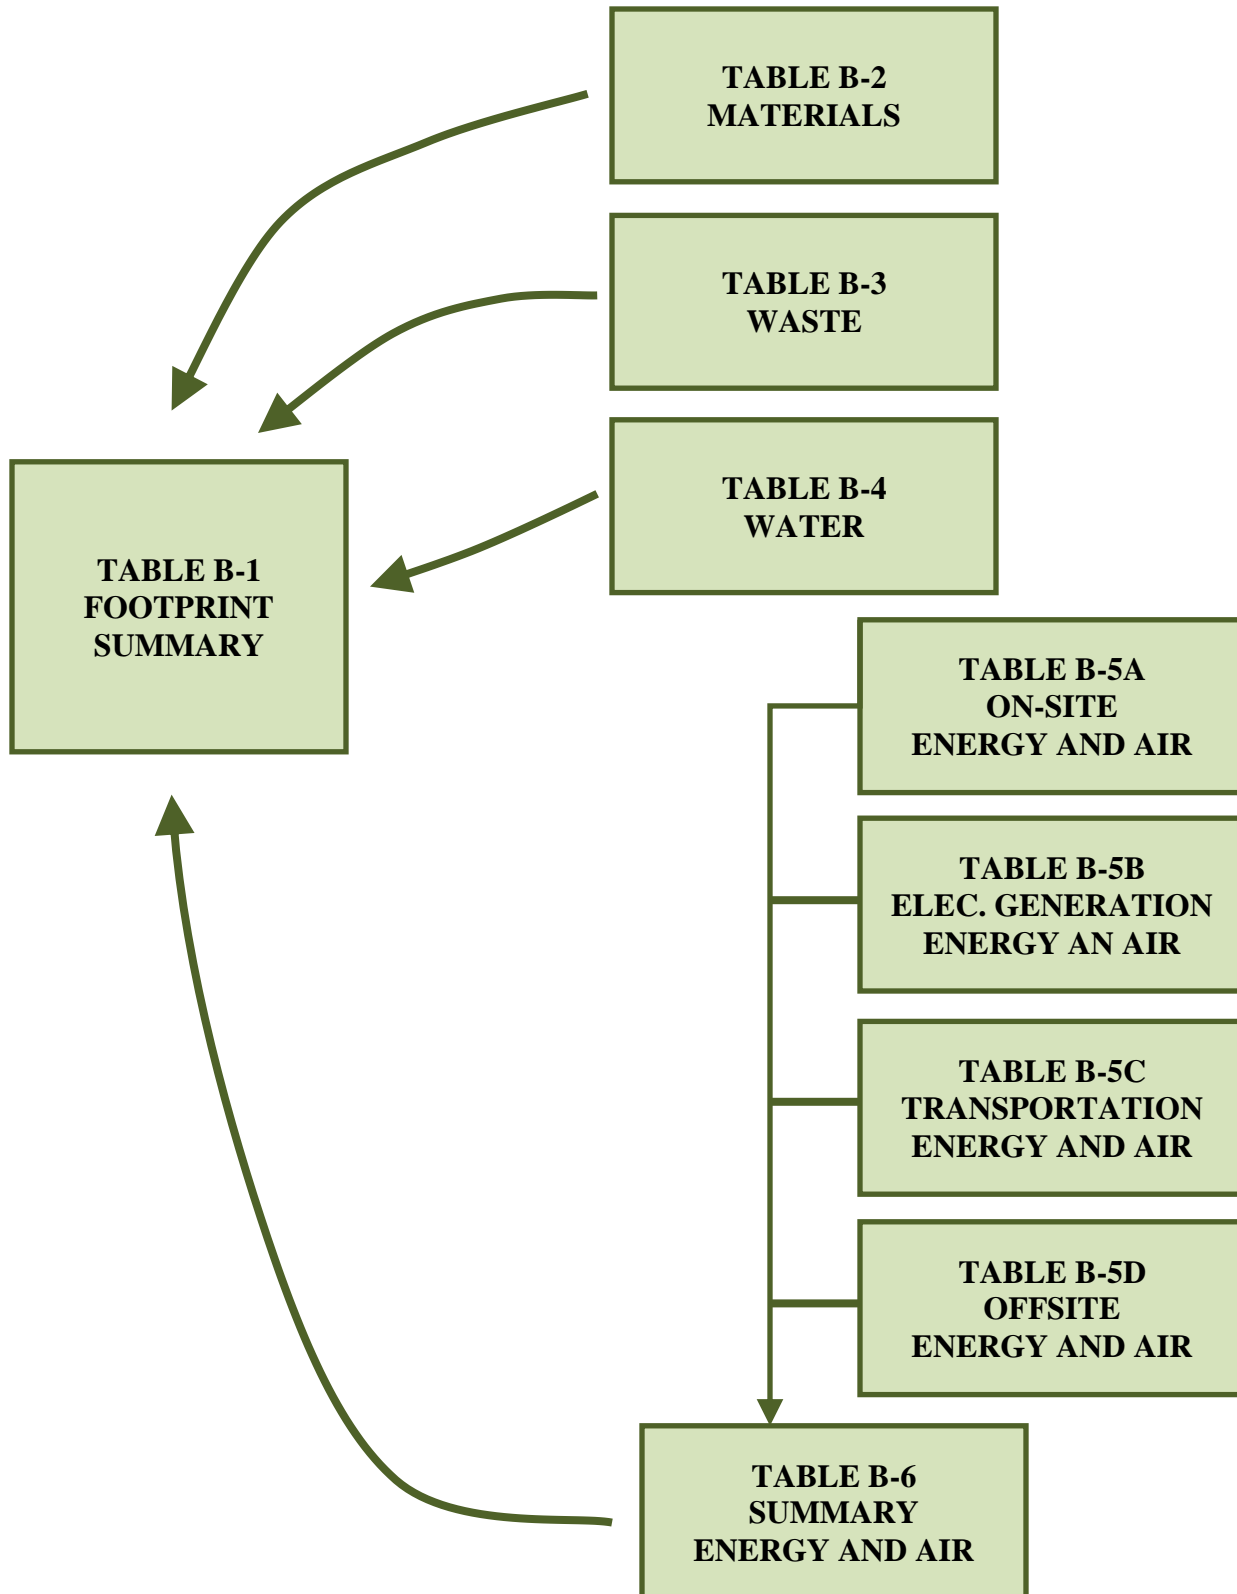 TABLE B-2
MATERIALS
TABLE B-3
WASTE
TABLE B-4
WATER
TABLE B-1
FOOTPRINT
SUMMARY
TABLE B-5A
ON-SITE
ENERGY AND AIR
TABLE B-5B
ELEC. GENERATION
ENERGY AN AIR
TABLE B-5C
TRANSPORTATION
ENERGY AND AIR
TABLE B-5D
OFFSITE
ENERGY AND AIR
TABLE B-6
SUMMARY
ENERGY AND AIR